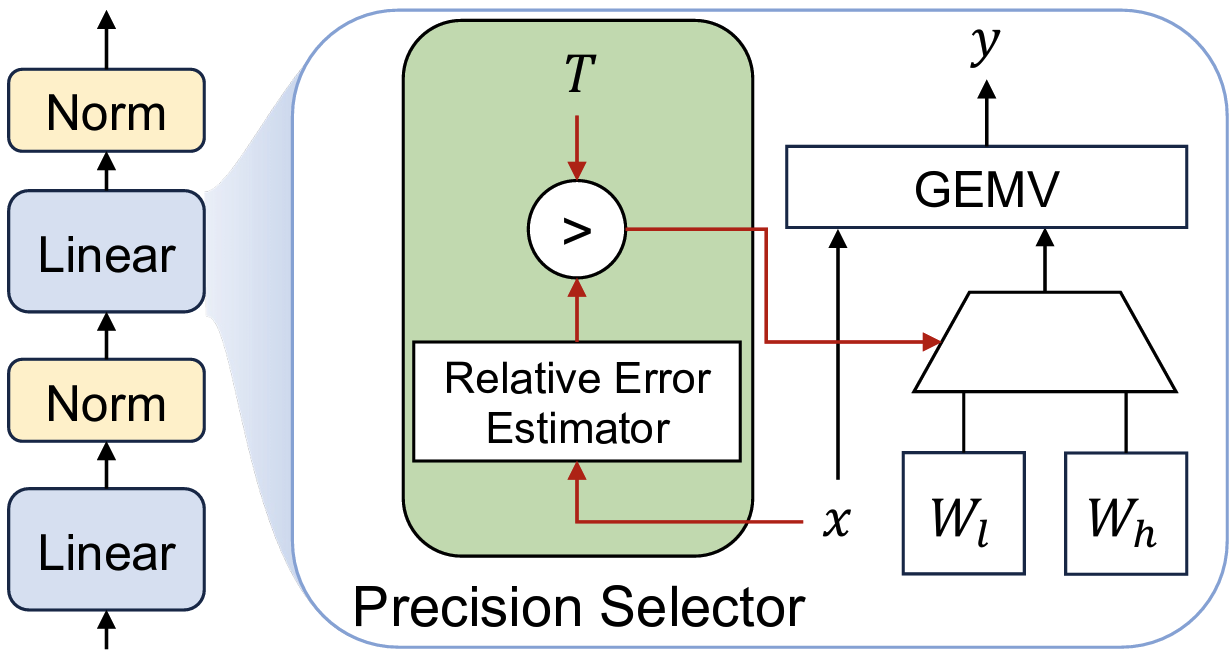 Norm
Linear
Norm
Linear
T
>
Relative Error
Estimator
Precision Selector
y
GEMV
x
W_l
W_h